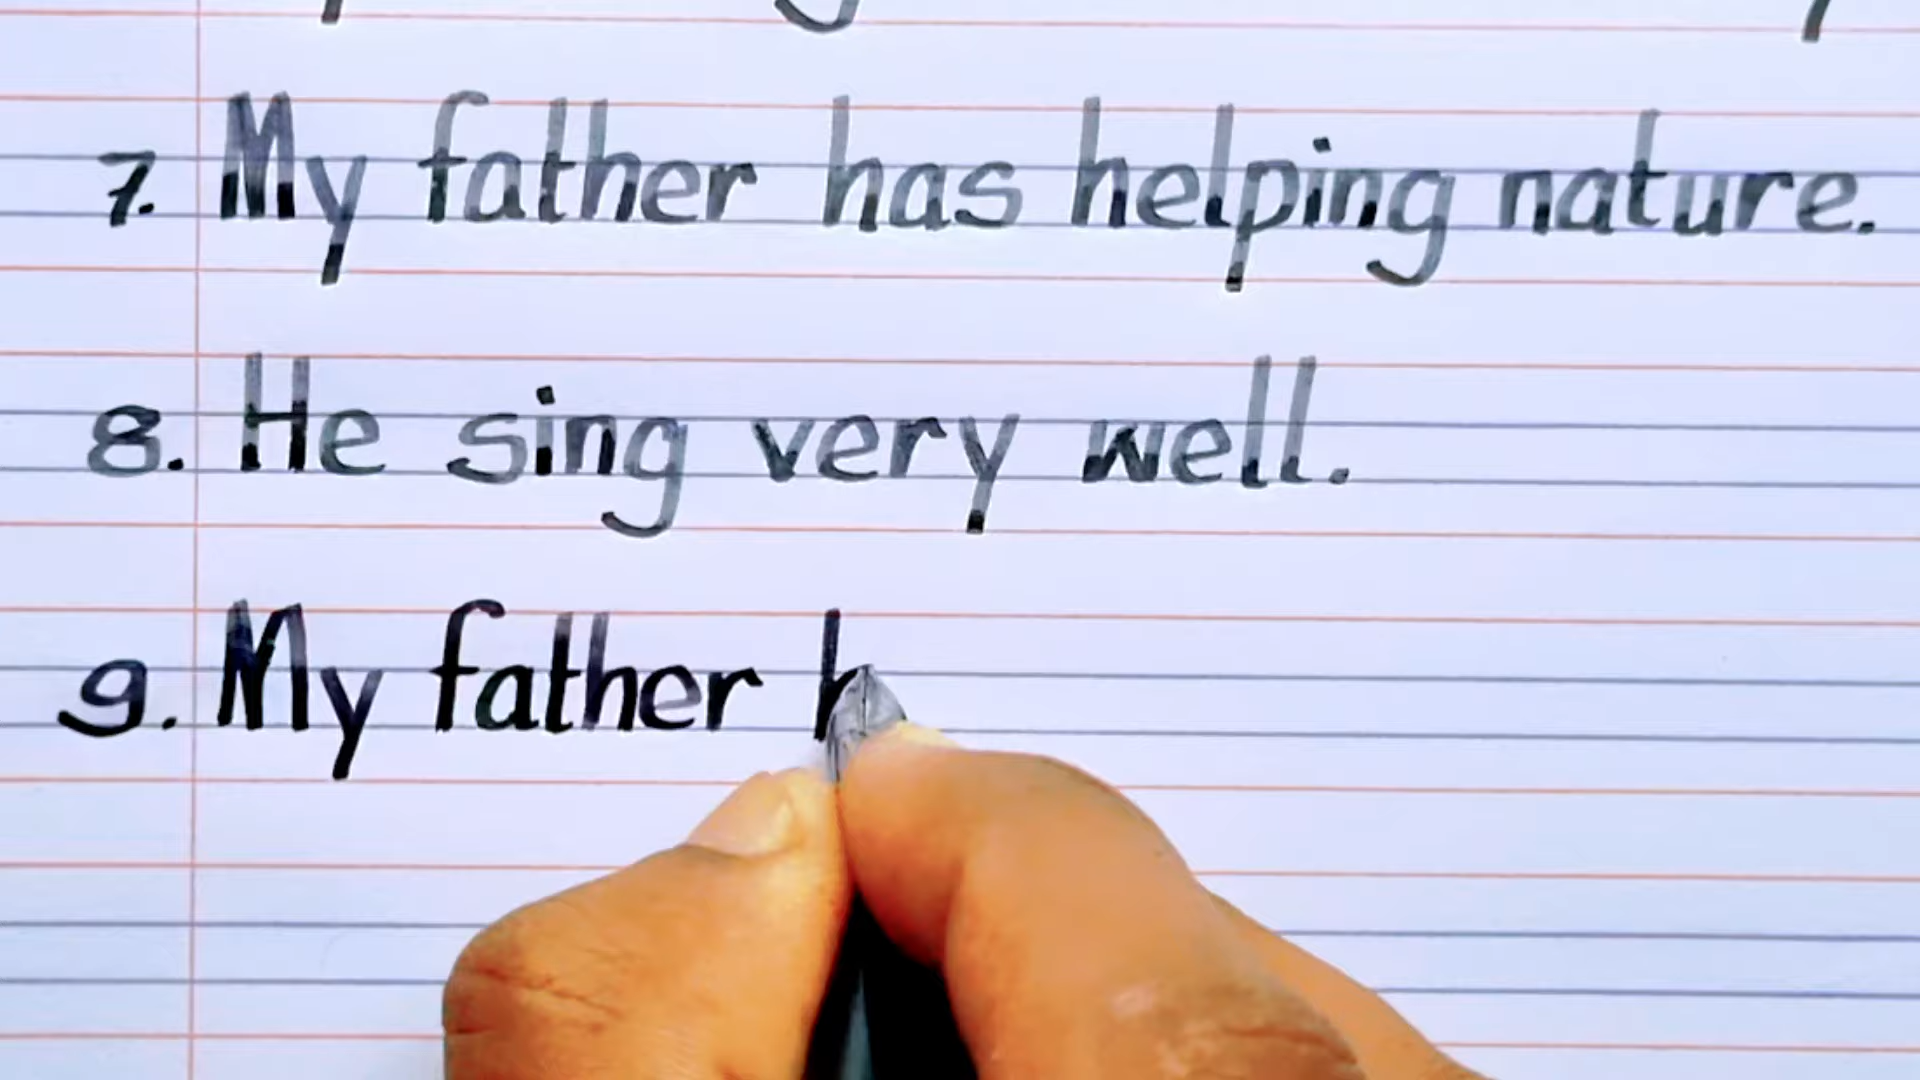 7. My father has helping nature.
8. He sing very well.
9. My father h